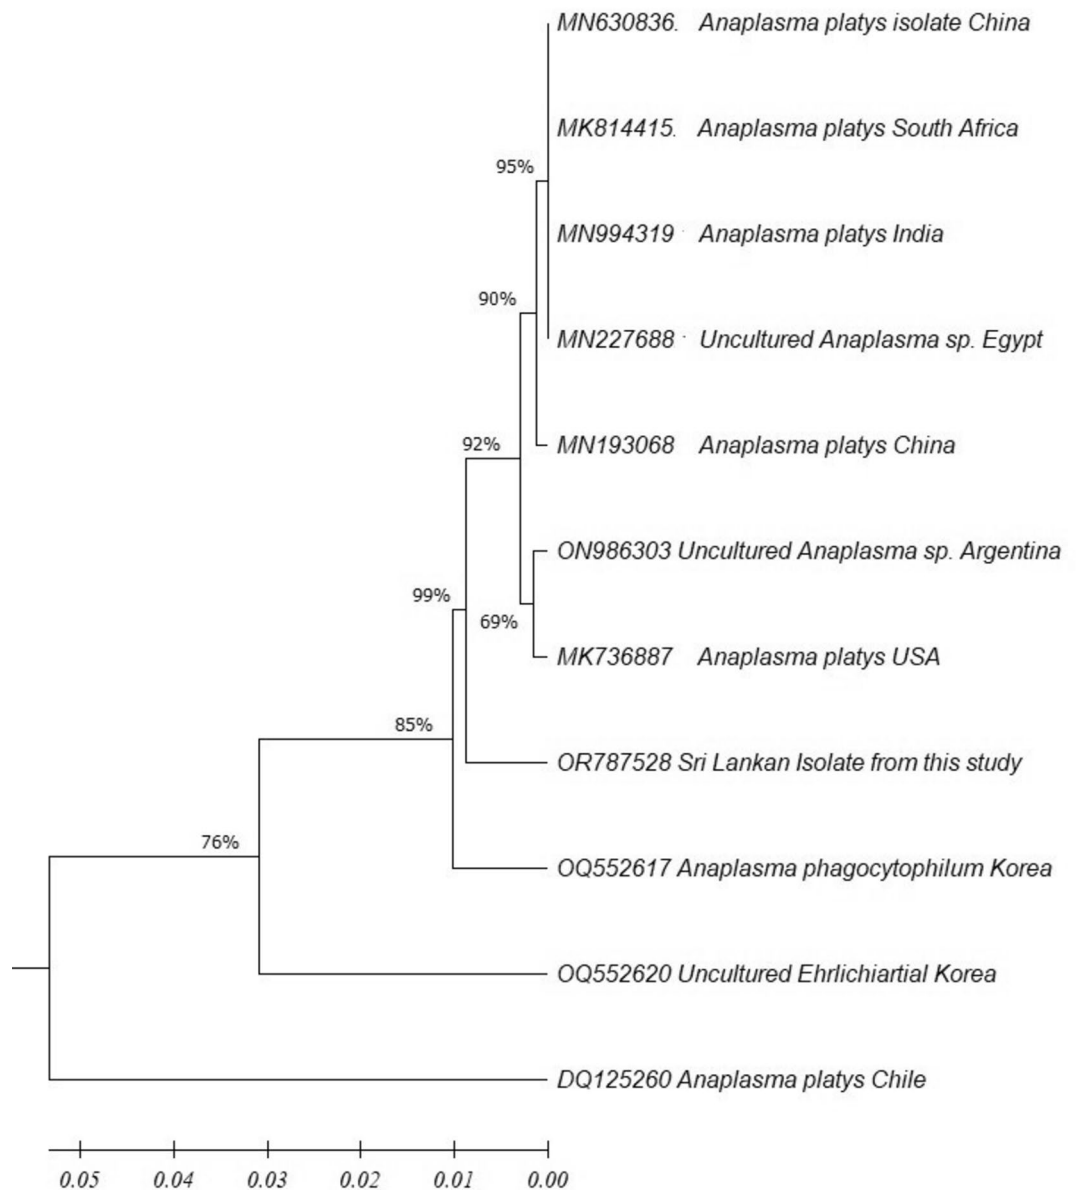 MN630836. Anaplasma platys isolate China
MK814415. Anaplasma platys South Africa
95%
MN994319 Anaplasma platys India
90%
MN227688 Uncultured Anaplasma sp. Egypt
92%
MN193068 Anaplasma platys China
ON986303 Uncultured Anaplasma sp. Argentina
99%
69%
MK736887 Anaplasma platys USA
85%
OR787528 Sri Lankan Isolate from this study
76%
OQ552617 Anaplasma phagocytophilum Korea
OQ552620 Uncultured Ehrlichiartial Korea
DQ125260 Anaplasma platys Chile
0.05 0.04 0.03 0.02 0.01 0.00